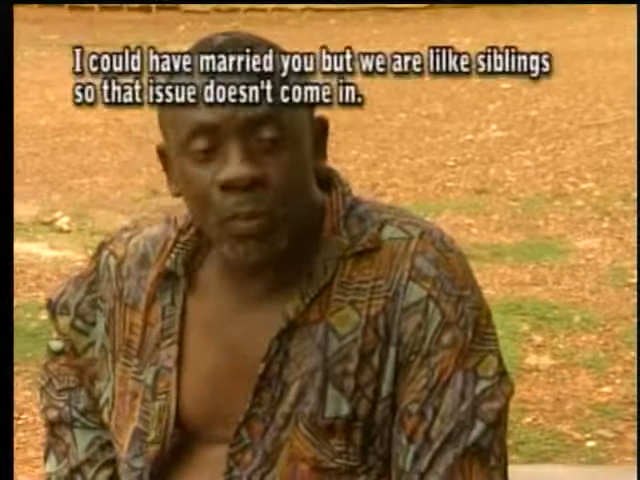 I could have married you but we are lilke siblings
so that issue doesn't come in.